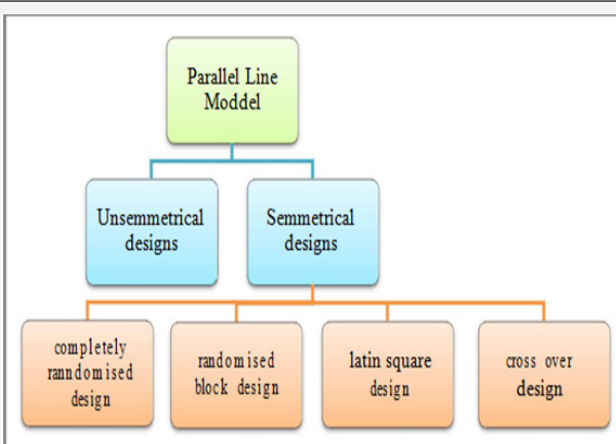 Parallel Line
Moddel
Unsemmetrical
designs
Semmetrical
designs
completely
ranndomised
design
randomised
block design
latin square
design
cross over
design